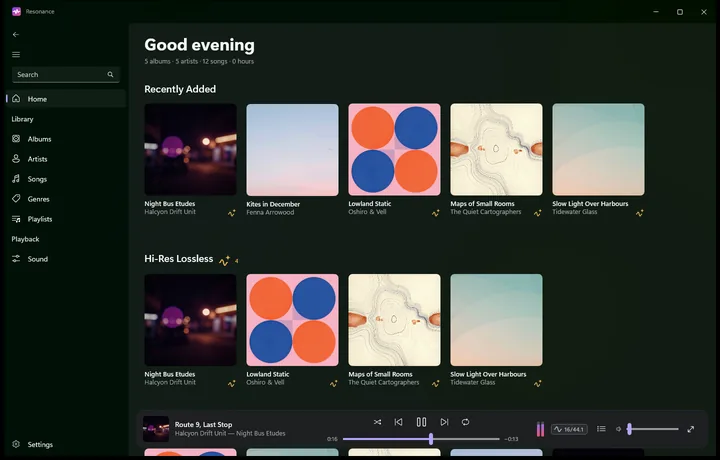 Resonance
Search
Home
Library
Albums
Artists
Songs
Genres
Playlists
Playback
Sound
Settings
Good evening
5 albums · 5 artists · 12 songs · 0 hours
Recently Added
Night Bus Etudes
Halcyon Drift Unit
Kites in December
Fenna Arrowood
Lowland Static
Oshiro & Vell
Maps of Small Rooms
The Quiet Cartographers
Slow Light Over Harbours
Tidewater Glass
Hi-Res Lossless 4
Night Bus Etudes
Halcyon Drift Unit
Lowland Static
Oshiro & Vell
Maps of Small Rooms
The Quiet Cartographers
Slow Light Over Harbours
Tidewater Glass
Route 9, Last Stop
Halcyon Drift Unit — Night Bus Etudes
0:16
−0:13
16/44.1